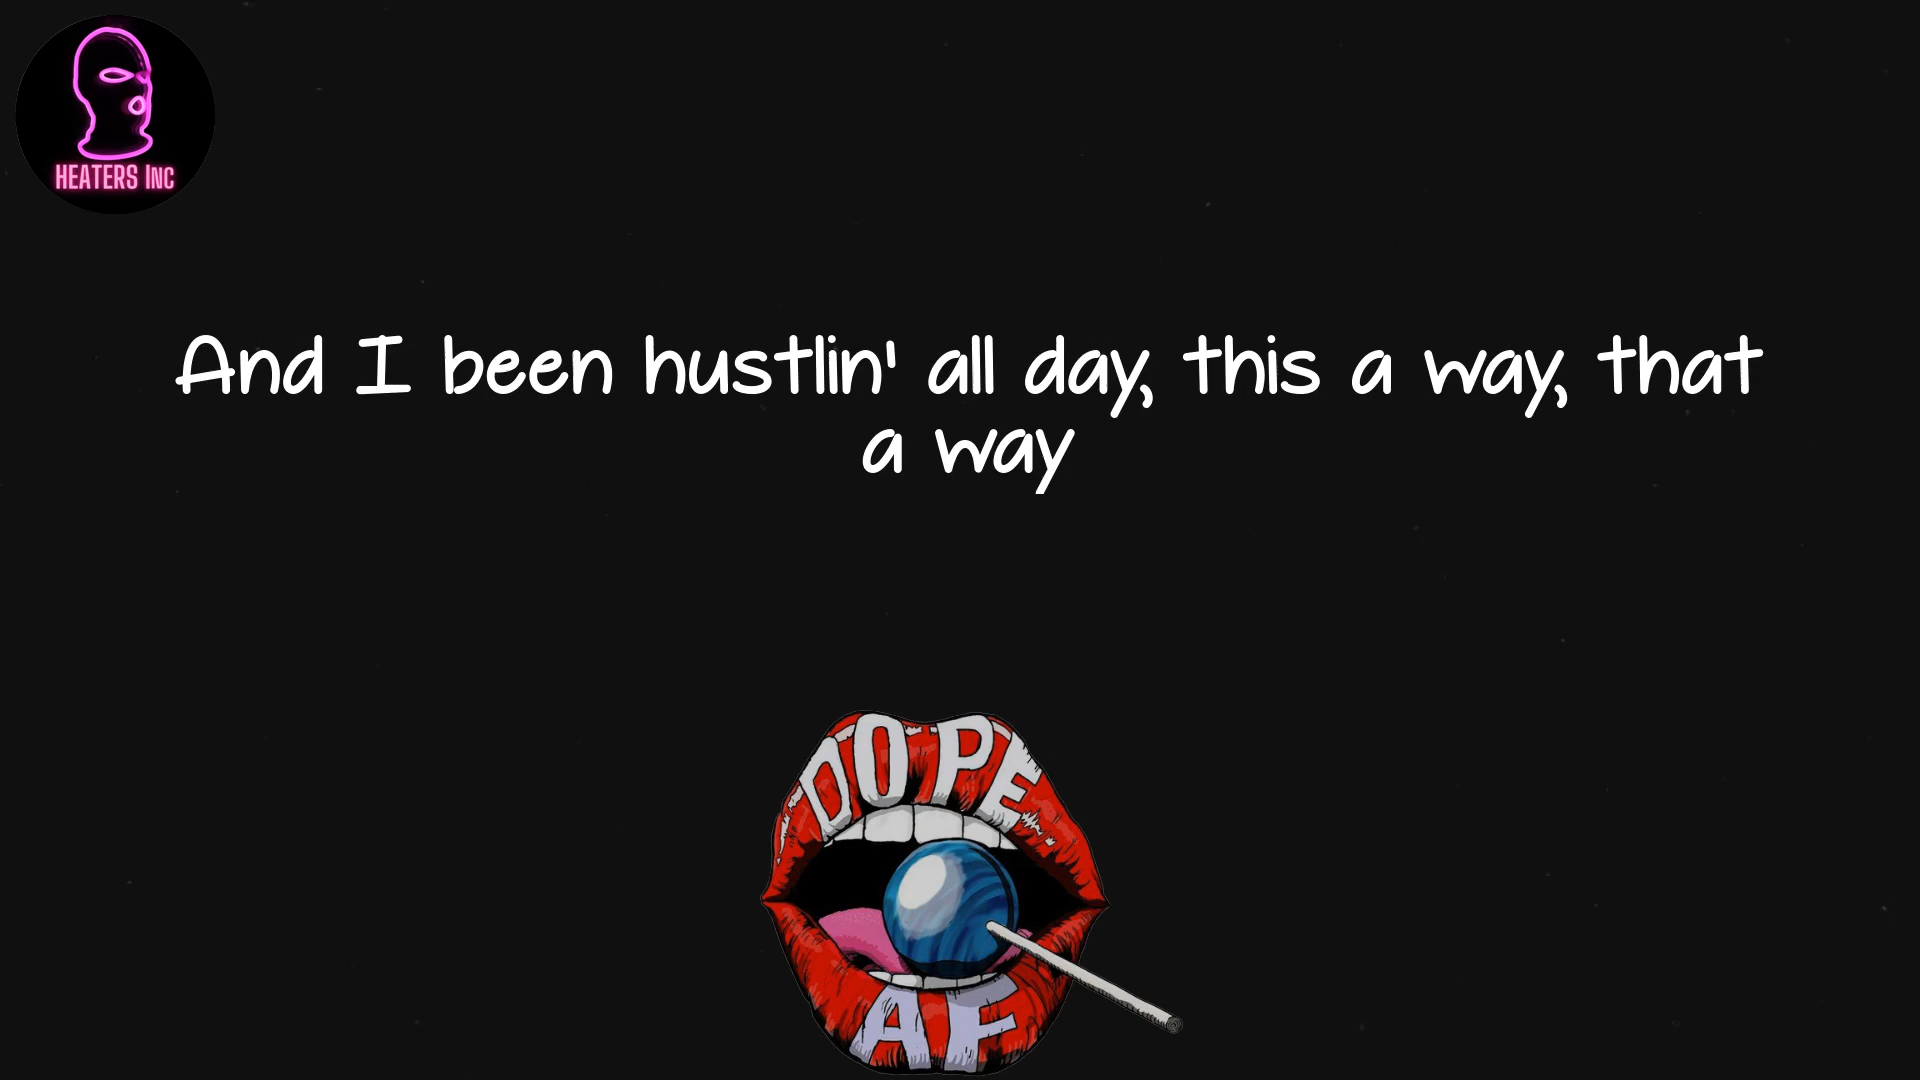 HEATERS INC
And I been hustlin' all day, this a way, that
a way
DOPE
AF